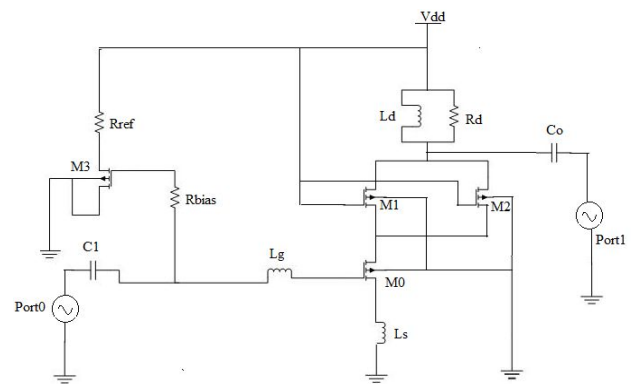 Vdd
Ld
Rd
Rref
Co
M3
Rbias
M1
M2
Port1
C1
Lg
M0
Port0
Ls